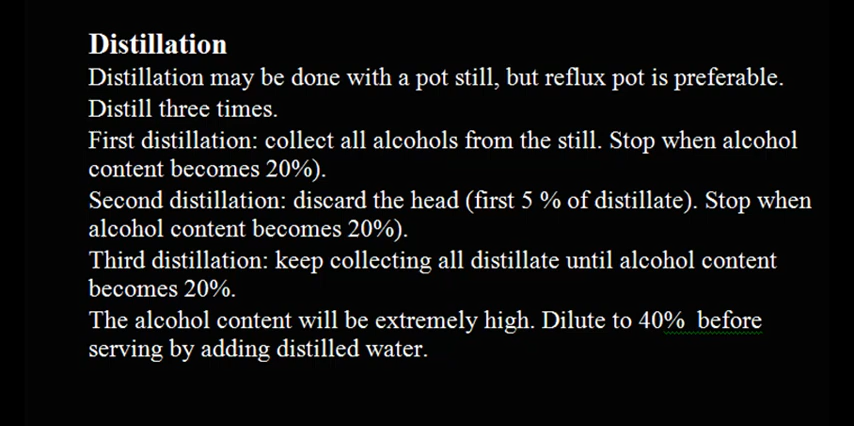 Distillation
Distillation may be done with a pot still, but reflux pot is preferable.
Distill three times.
First distillation: collect all alcohols from the still. Stop when alcohol
content becomes 20%).
Second distillation: discard the head (first 5 % of distillate). Stop when
alcohol content becomes 20%).
Third distillation: keep collecting all distillate until alcohol content
becomes 20%.
The alcohol content will be extremely high. Dilute to 40%  before
serving by adding distilled water.